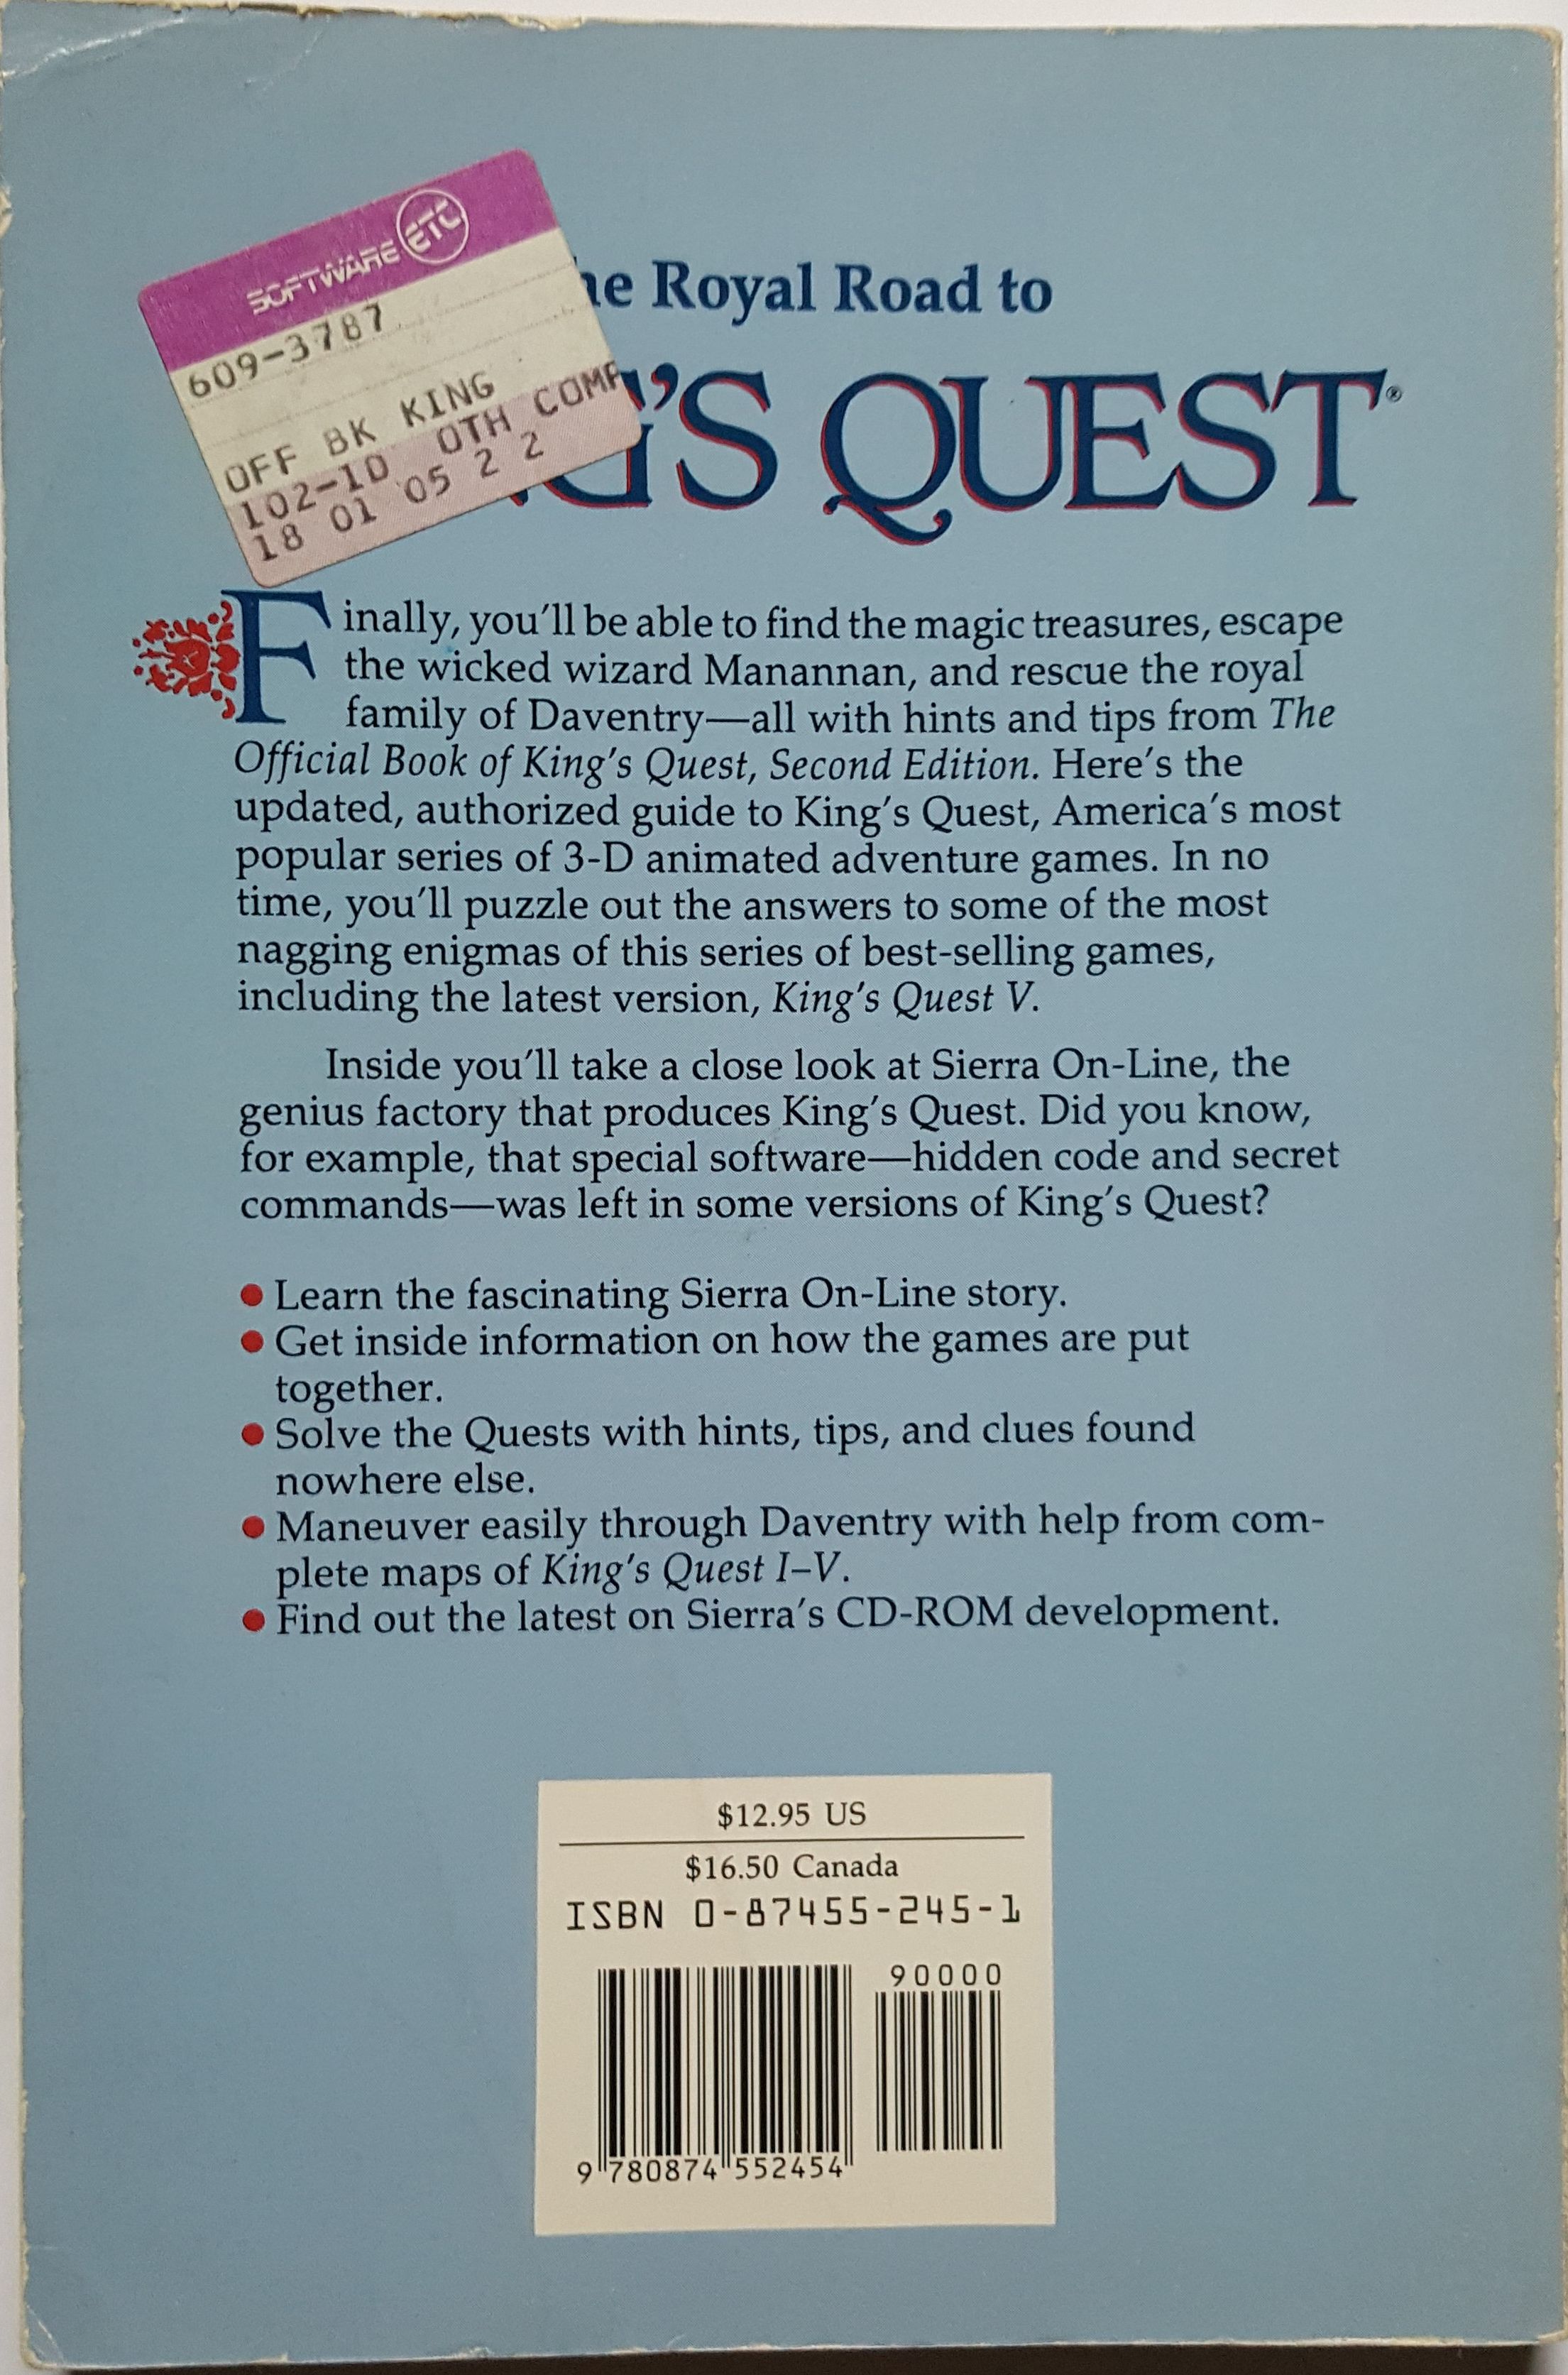 SOFTWARE ETC
609-3787
OFF BK KING
102-10 OTH COMP
18 01 05 2 2
Royal Road to
QUEST®
Finally, you'll be able to find the magic treasures, escape
the wicked wizard Manannan, and rescue the royal
family of Daventry—all with hints and tips from The
Official Book of King's Quest, Second Edition. Here's the
updated, authorized guide to King's Quest, America's most
popular series of 3-D animated adventure games. In no
time, you'll puzzle out the answers to some of the most
nagging enigmas of this series of best-selling games,
including the latest version, King's Quest V.
Inside you'll take a close look at Sierra On-Line, the
genius factory that produces King's Quest. Did you know,
for example, that special software—hidden code and secret
commands—was left in some versions of King's Quest?
● Learn the fascinating Sierra On-Line story.
● Get inside information on how the games are put
together.
● Solve the Quests with hints, tips, and clues found
nowhere else.
● Maneuver easily through Daventry with help from com-
plete maps of King's Quest I–V.
● Find out the latest on Sierra's CD-ROM development.
$12.95 US
$16.50 Canada
ISBN 0-87455-245-1
90000
9 780874 552454